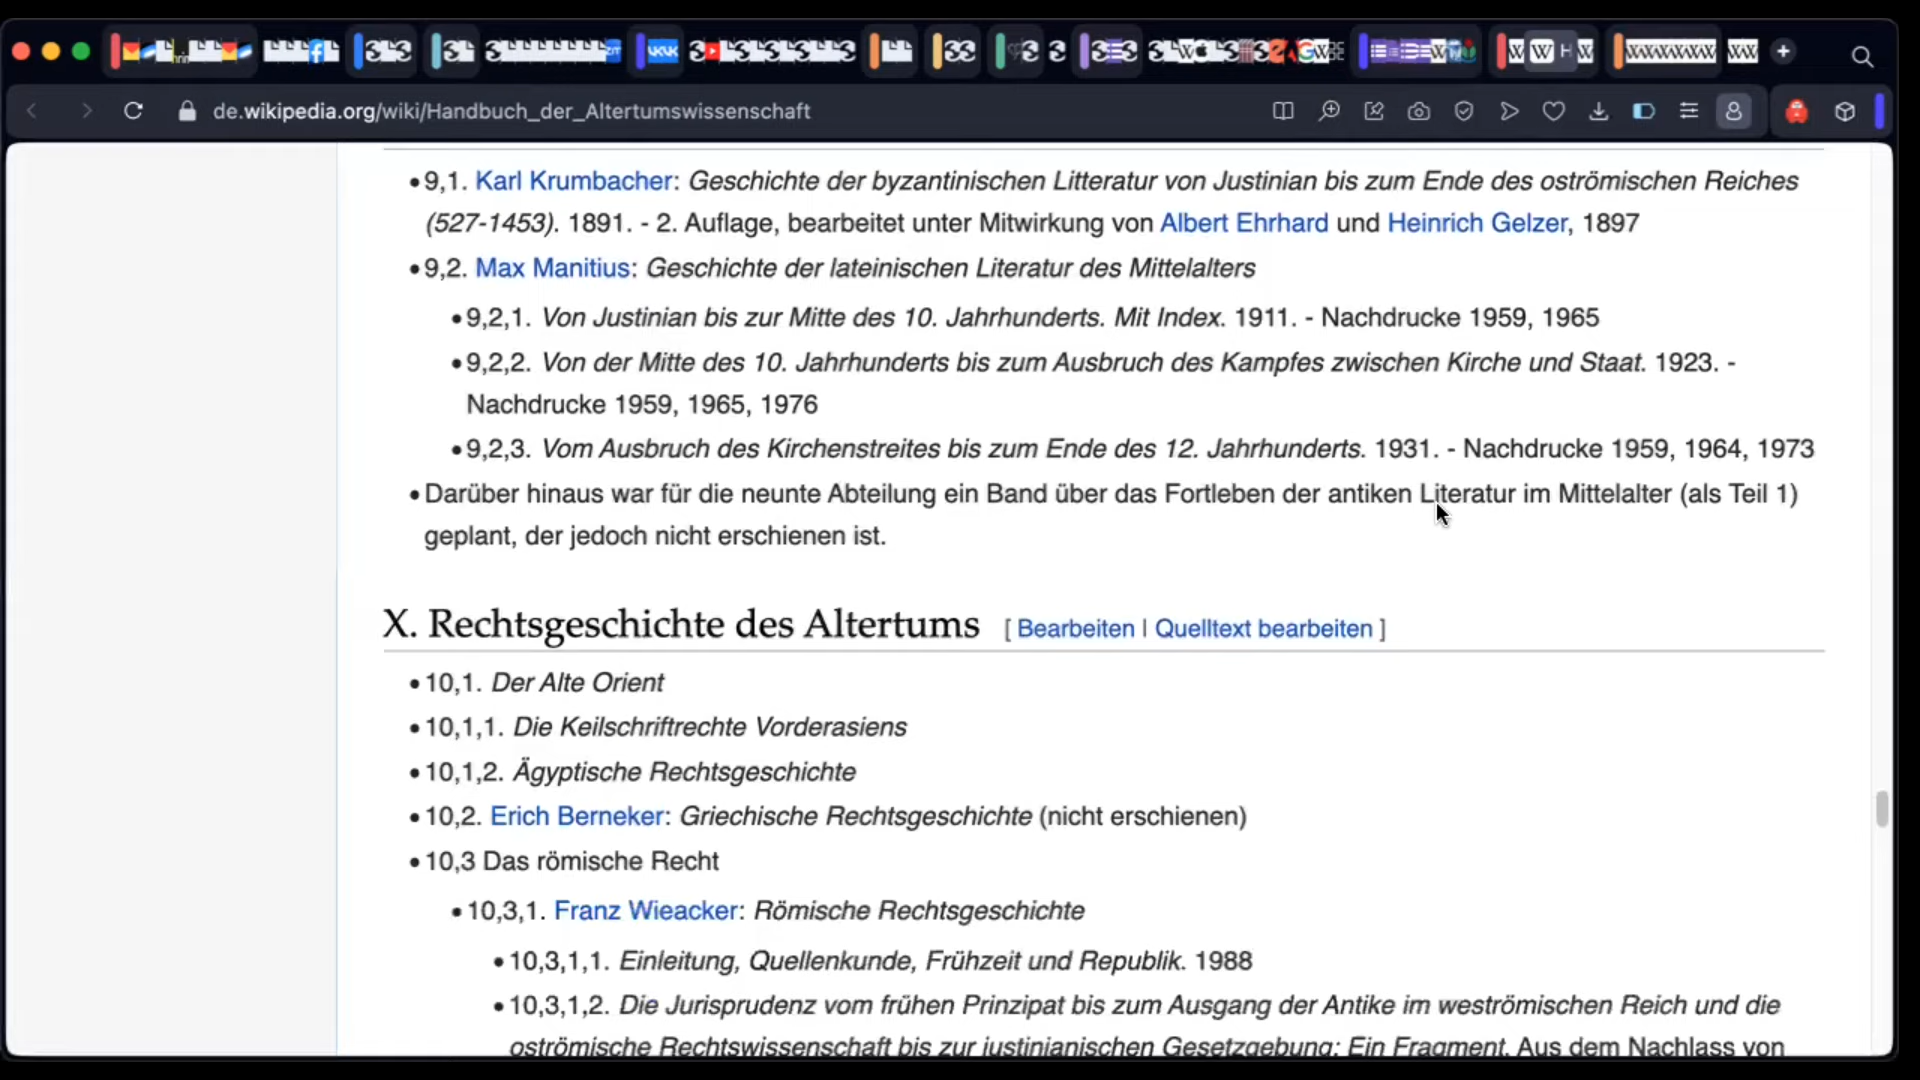 de.wikipedia.org/wiki/Handbuch_der_Altertumswissenschaft
•9,1. Karl Krumbacher: Geschichte der byzantinischen Litteratur von Justinian bis zum Ende des oströmischen Reiches
(527-1453). 1891. - 2. Auflage, bearbeitet unter Mitwirkung von Albert Ehrhard und Heinrich Gelzer, 1897
•9,2. Max Manitius: Geschichte der lateinischen Literatur des Mittelalters
•9,2,1. Von Justinian bis zur Mitte des 10. Jahrhunderts. Mit Index. 1911. - Nachdrucke 1959, 1965
•9,2,2. Von der Mitte des 10. Jahrhunderts bis zum Ausbruch des Kampfes zwischen Kirche und Staat. 1923. -
Nachdrucke 1959, 1965, 1976
•9,2,3. Vom Ausbruch des Kirchenstreites bis zum Ende des 12. Jahrhunderts. 1931. - Nachdrucke 1959, 1964, 1973
•Darüber hinaus war für die neunte Abteilung ein Band über das Fortleben der antiken Literatur im Mittelalter (als Teil 1)
geplant, der jedoch nicht erschienen ist.
X. Rechtsgeschichte des Altertums [ Bearbeiten | Quelltext bearbeiten ]
•10,1. Der Alte Orient
•10,1,1. Die Keilschriftrechte Vorderasiens
•10,1,2. Ägyptische Rechtsgeschichte
•10,2. Erich Berneker: Griechische Rechtsgeschichte (nicht erschienen)
•10,3 Das römische Recht
•10,3,1. Franz Wieacker: Römische Rechtsgeschichte
•10,3,1,1. Einleitung, Quellenkunde, Frühzeit und Republik. 1988
•10,3,1,2. Die Jurisprudenz vom frühen Prinzipat bis zum Ausgang der Antike im weströmischen Reich und die
oströmische Rechtswissenschaft bis zur justinianischen Gesetzgebung: Ein Fragment. Aus dem Nachlass von